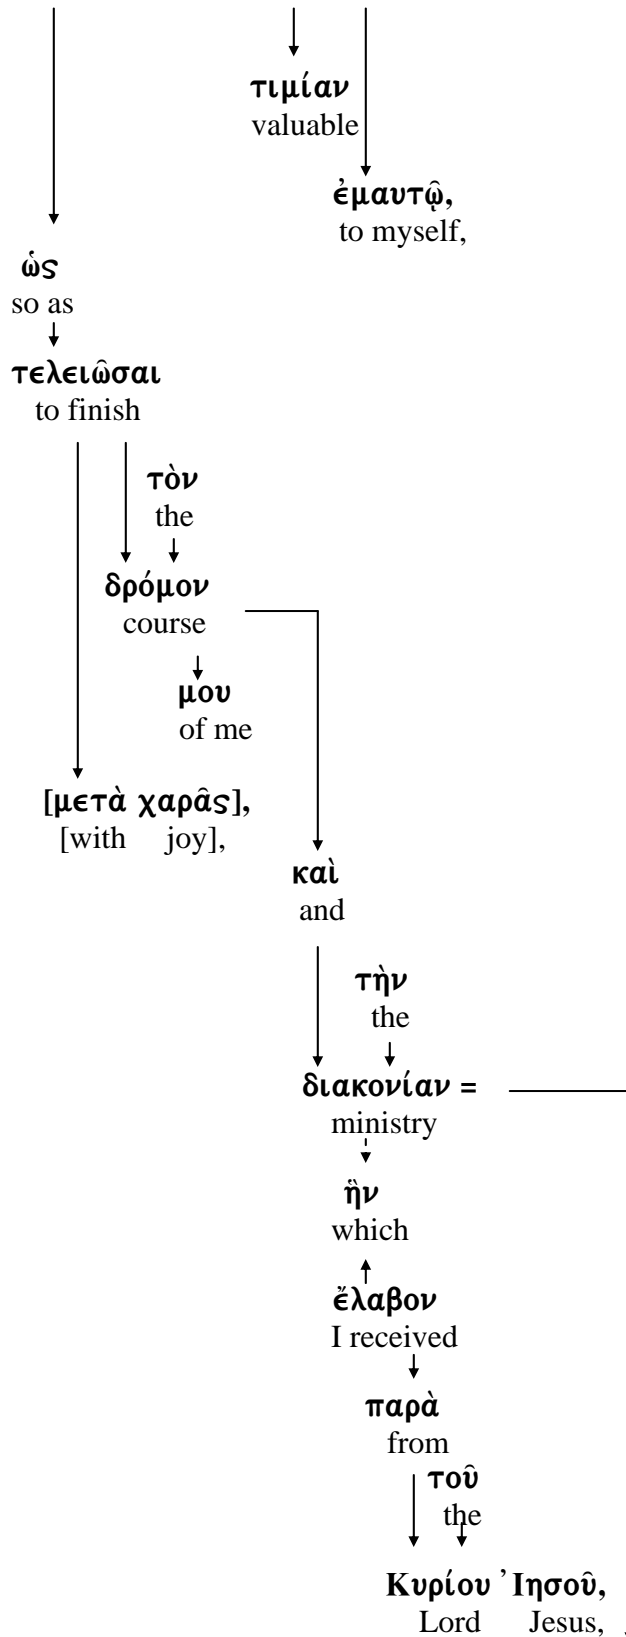 τιμίαν
valuable
ἐμαυτῷ,
to myself,
ὡς
so as
τελειῶσαι
to finish
τὸν
the
δρόμον
course
μου
of me
[μετὰ χαρᾶς],
[with joy],
καὶ
and
τὴν
the
διακονίαν =
ministry
ἣν
which
ἔλαβον
I received
παρὰ
from
τοῦ
the
Κυρίου Ἰησοῦ,
Lord Jesus,